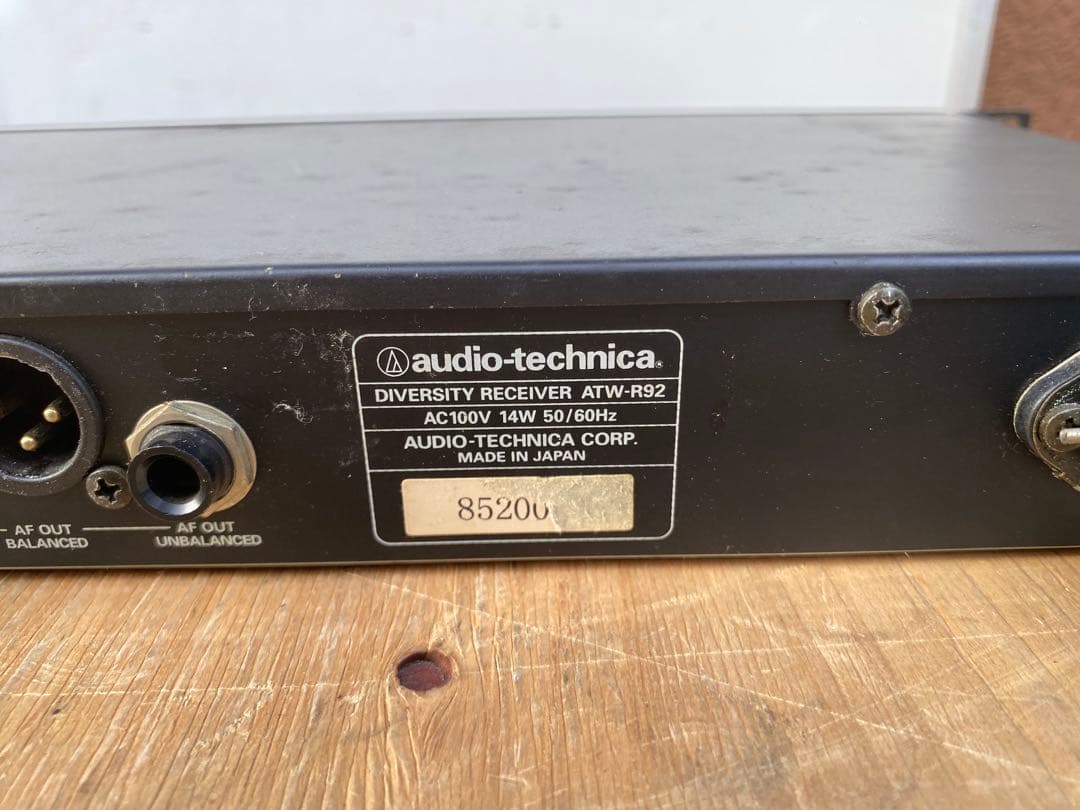 audio-technica®
DIVERSITY RECEIVER ATW-R92
AC100V 14W 50/60Hz
AUDIO-TECHNICA CORP.
MADE IN JAPAN
85200
AF OUT
BALANCED
AF OUT
UNBALANCED